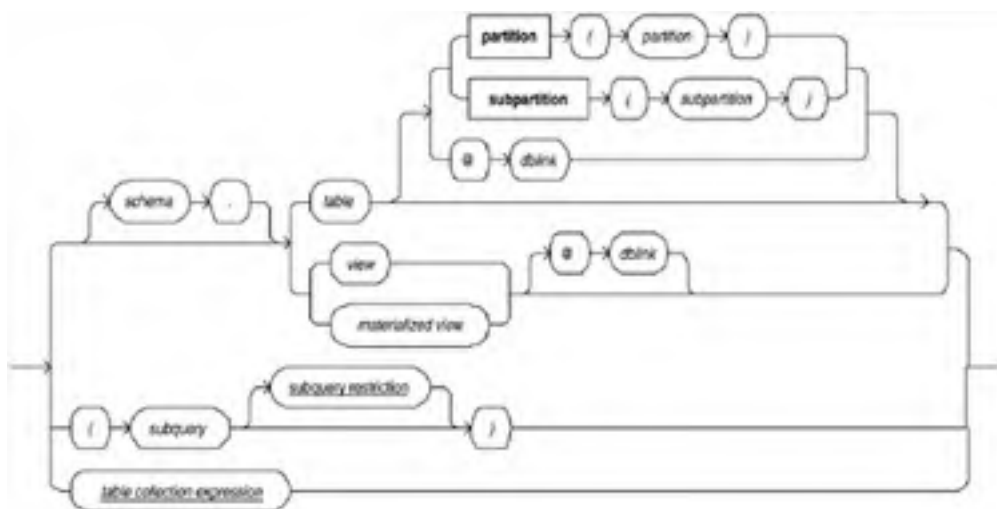 partition ( partition )
subpartition ( subpartition )
@ dblink
schema . table
view @ dblink
materialized view
subquery restriction
( subquery )
table collection expression